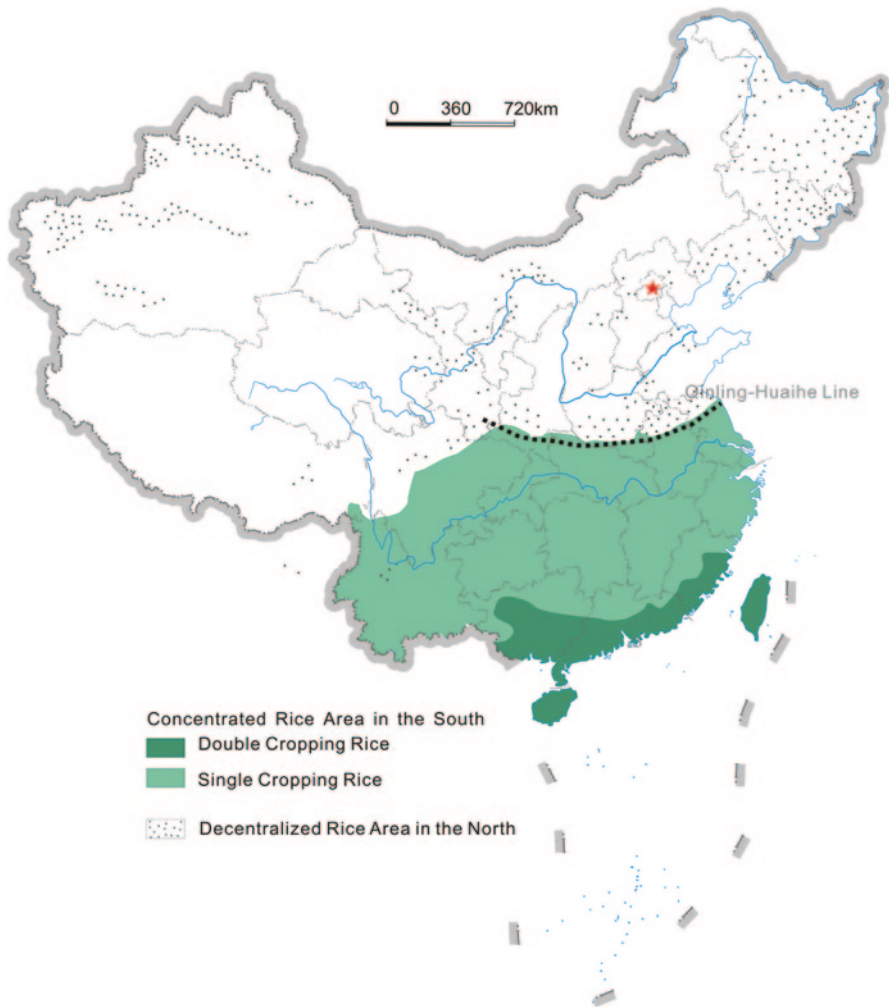 0 360 720km
Qinling-Huaihe Line
Concentrated Rice Area in the South
Double Cropping Rice
Single Cropping Rice
Decentralized Rice Area in the North